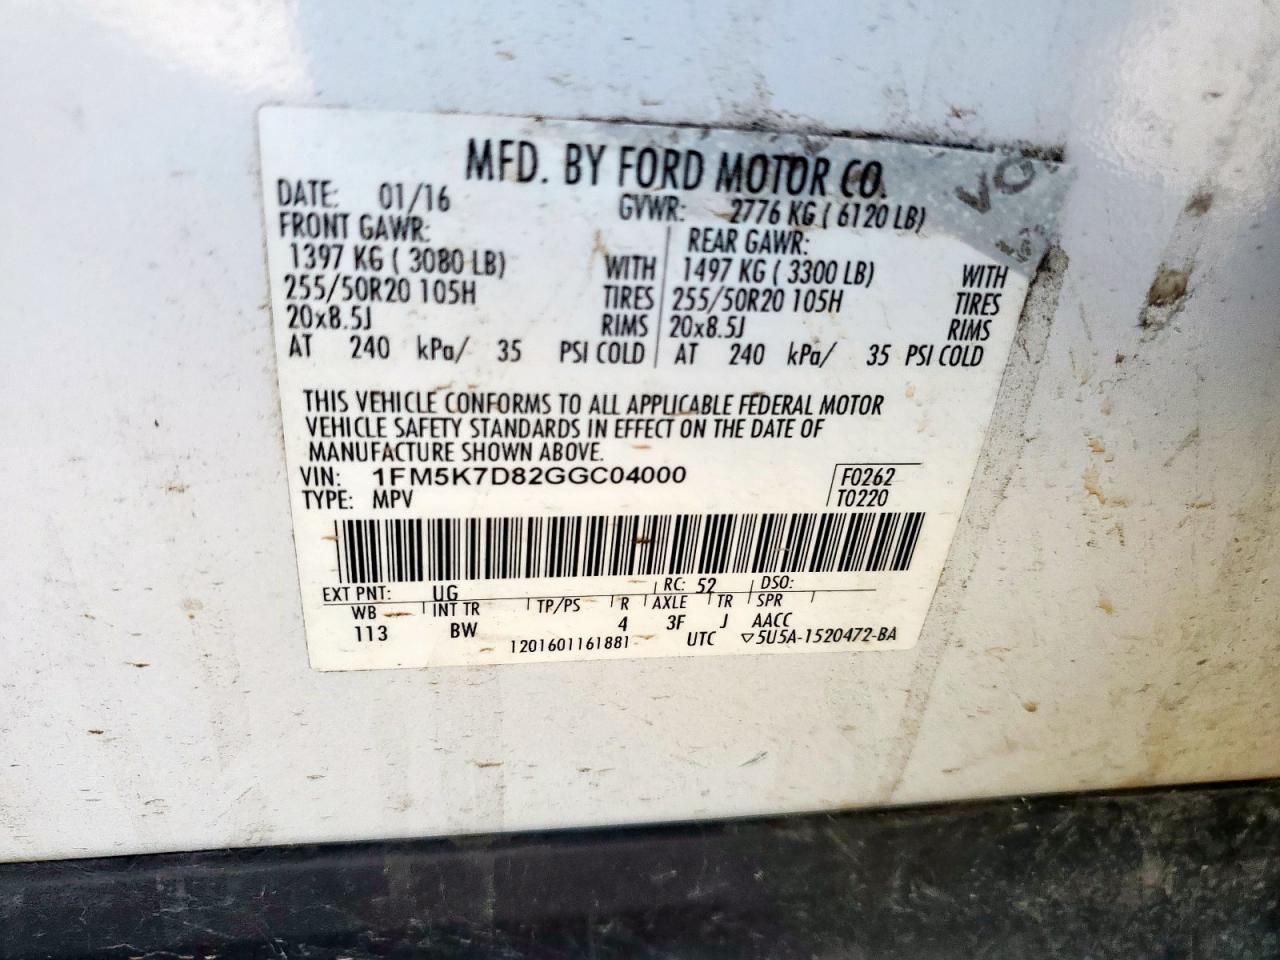 MFD. BY FORD MOTOR CO.
DATE: 01/16 GVWR: 2776 KG ( 6120 LB)
FRONT GAWR: REAR GAWR:
1397 KG ( 3080 LB) WITH 1497 KG ( 3300 LB) WITH
255/50R20 105H TIRES 255/50R20 105H TIRES
20x8.5J RIMS 20x8.5J RIMS
AT 240 kPa/ 35 PSI COLD AT 240 kPa/ 35 PSI COLD
THIS VEHICLE CONFORMS TO ALL APPLICABLE FEDERAL MOTOR
VEHICLE SAFETY STANDARDS IN EFFECT ON THE DATE OF
MANUFACTURE SHOWN ABOVE.
VIN: 1FM5K7D82GGC04000 F0262
TYPE: MPV T0220
EXT PNT: UG RC: 52 DSO:
WB INT TR TP/PS R AXLE TR SPR
113 BW 4 3F J AACC
1201601161881 UTC ▽5U5A-1520472-BA